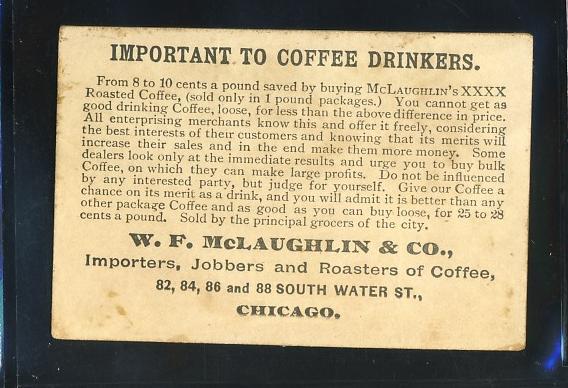 IMPORTANT TO COFFEE DRINKERS.
From 8 to 10 cents a pound saved by buying McLAUGHLIN'S XXXX
Roasted Coffee, (sold only in 1 pound packages.) You cannot get as
good drinking Coffee, loose, for less than the above difference in price.
All enterprising merchants know this and offer it freely, considering
the best interests of their customers and knowing that its merits will
increase their sales and in the end make them more money. Some
dealers look only at the immediate results and urge you to buy bulk
Coffee, on which they can make large profits. Do not be influenced
by any interested party, but judge for yourself. Give our Coffee a
chance on its merit as a drink, and you will admit it is better than any
other package Coffee and as good as you can buy loose, for 25 to 28
cents a pound. Sold by the principal grocers of the city.
W. F. McLAUGHLIN & CO.,
Importers, Jobbers and Roasters of Coffee,
82, 84, 86 and 88 SOUTH WATER ST.,
CHICAGO.